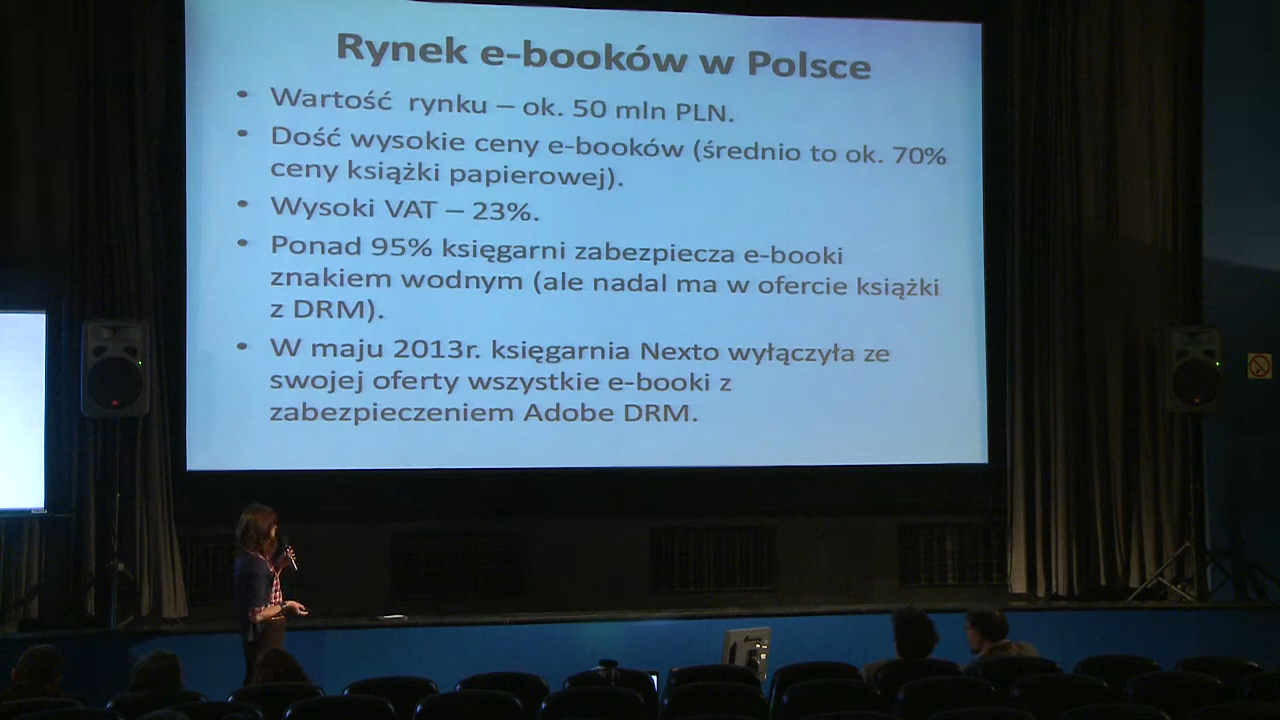 Rynek e-booków w Polsce
• Wartość rynku – ok. 50 mln PLN.
• Dość wysokie ceny e-booków (średnio to ok. 70%
ceny książki papierowej).
• Wysoki VAT – 23%.
• Ponad 95% księgarni zabezpiecza e-booki
znakiem wodnym (ale nadal ma w ofercie książki
z DRM).
• W maju 2013r. księgarnia Nexto wyłączyła ze
swojej oferty wszystkie e-booki z
zabezpieczeniem Adobe DRM.